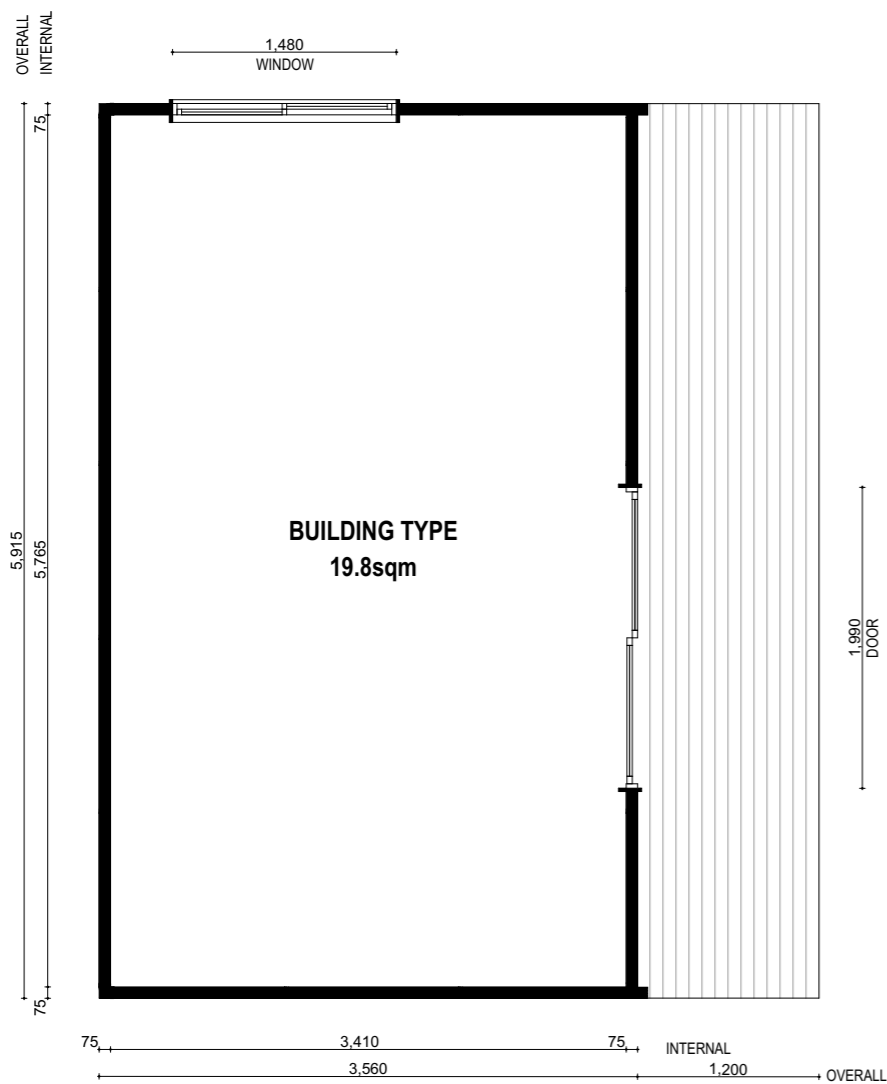 OVERALL
INTERNAL
1,480
WINDOW
75
BUILDING TYPE
19.8sqm
5,915
5,765
1,990
DOOR
75
75
3,410
75
INTERNAL
3,560
1,200
OVERALL